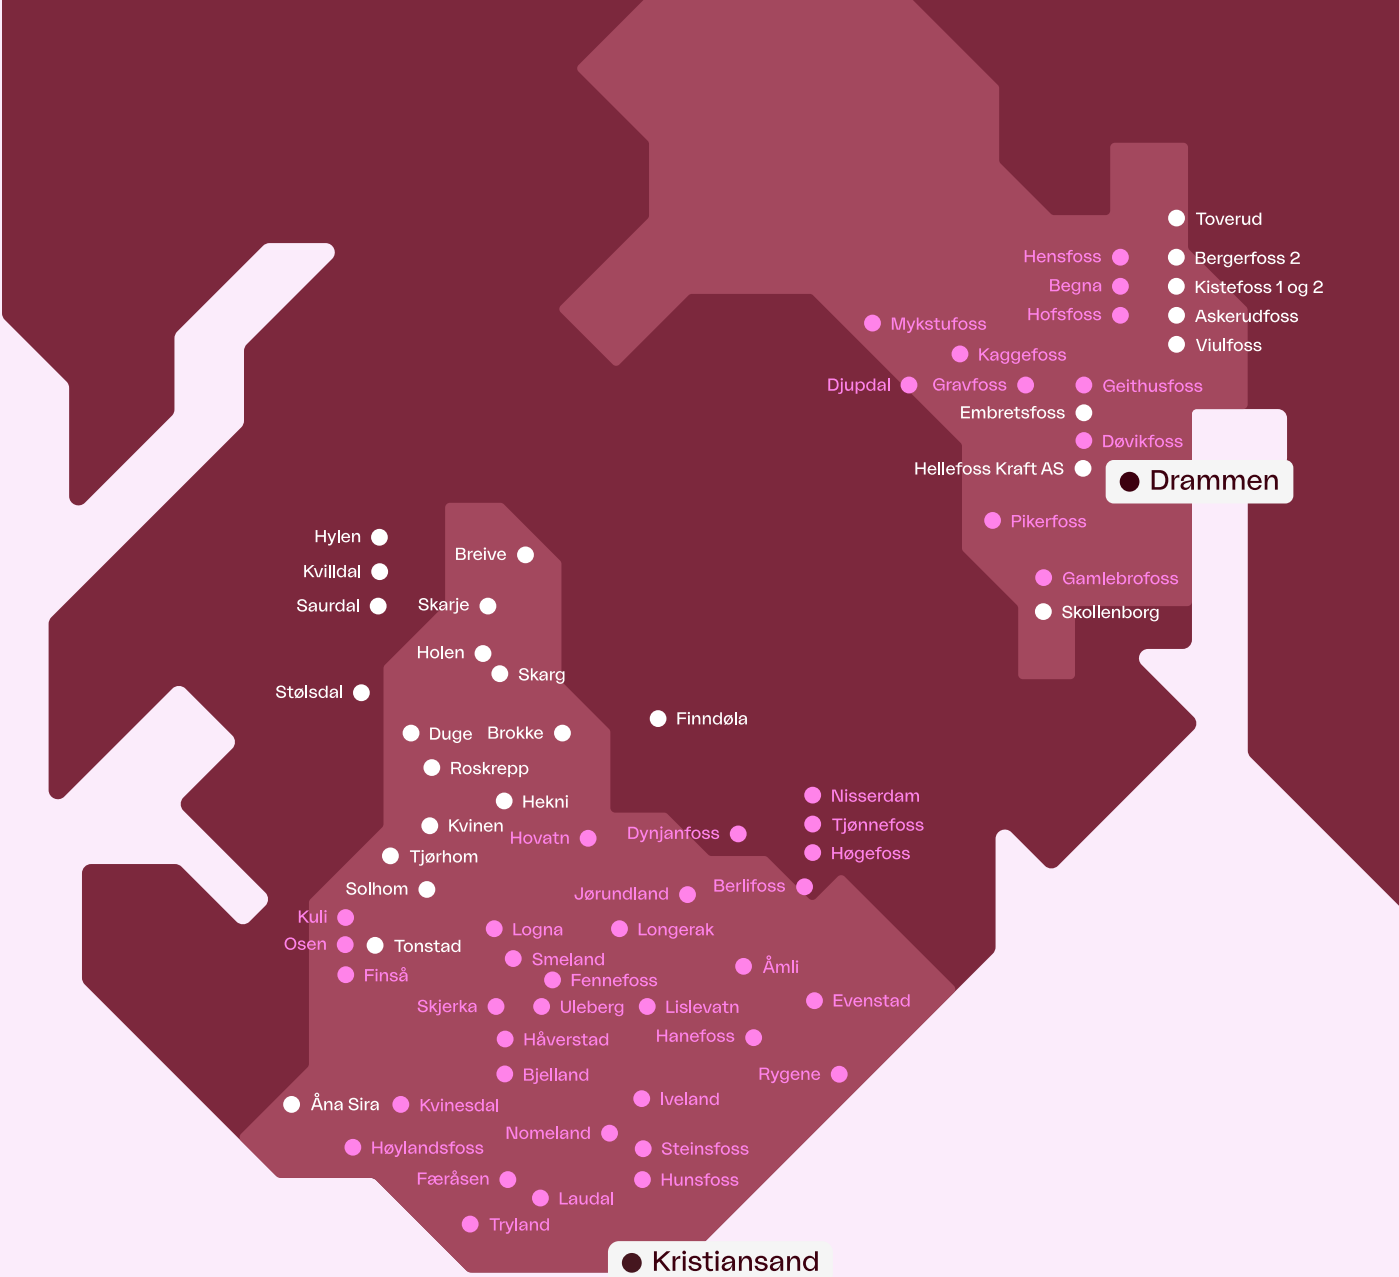 Toverud
Hensfoss
Bergerfoss 2
Begna
Kistefoss 1 og 2
Hofsfoss
Askerudfoss
Mykstufoss
Viulfoss
Kaggefoss
Djupdal
Gravfoss
Geithusfoss
Embretsfoss
Døvikfoss
Hellefoss Kraft AS
Drammen
Pikerfoss
Hylen
Breive
Kvilldal
Gamlebrofoss
Saurdal
Skarje
Skollenborg
Holen
Skarg
Stølsdal
Finndøla
Duge
Brokke
Roskrepp
Nisserdam
Hekni
Kvinen
Tjønnefoss
Hovatn
Dynjanfoss
Tjørhom
Høgefoss
Solhom
Jørundland
Berlifoss
Kuli
Logna
Longerak
Osen
Tonstad
Smeland
Åmli
Finså
Fennefoss
Skjerka
Uleberg
Lislevatn
Evenstad
Håverstad
Hanefoss
Bjelland
Rygene
Åna Sira
Kvinesdal
Iveland
Nomeland
Høylandsfoss
Steinsfoss
Færåsen
Hunsfoss
Laudal
Tryland
Kristiansand